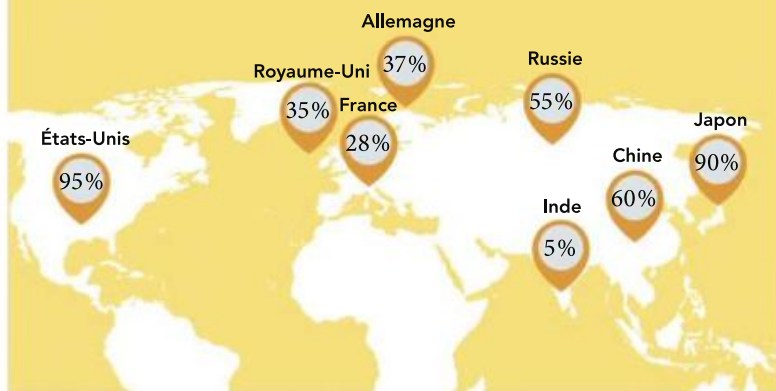 Allemagne
37%
Royaume-Uni
35%
France
28%
Russie
55%
Japon
90%
États-Unis
95%
Chine
60%
Inde
5%